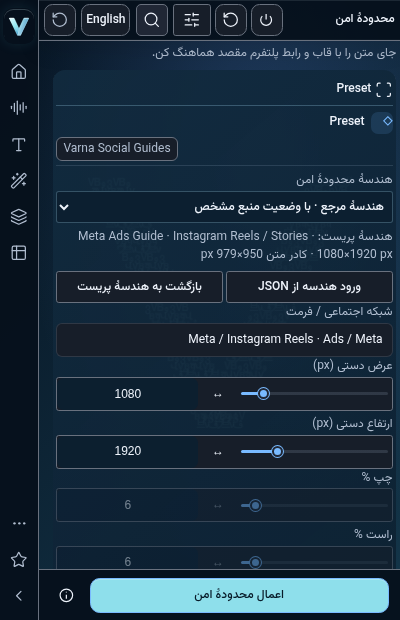 محدودهٔ امن
English
جای متن را با قاب و رابط پلتفرم مقصد هماهنگ کن.
Preset
Preset
Varna Social Guides
هندسهٔ محدودهٔ امن
هندسهٔ مرجع · با وضعیت منبع مشخص
هندسهٔ پریست: Meta Ads Guide · Instagram Reels / Stories ·
1080×1920 px · کادر متن 950×979 px
ورود هندسه از JSON
بازگشت به هندسهٔ پریست
شبکه اجتماعی / فرمت
Meta / Instagram Reels · Ads / Meta
عرض دستی (px)
1080
↔
ارتفاع دستی (px)
1920
↔
چپ %
6
↔
راست %
6
↔
اعمال محدودهٔ امن